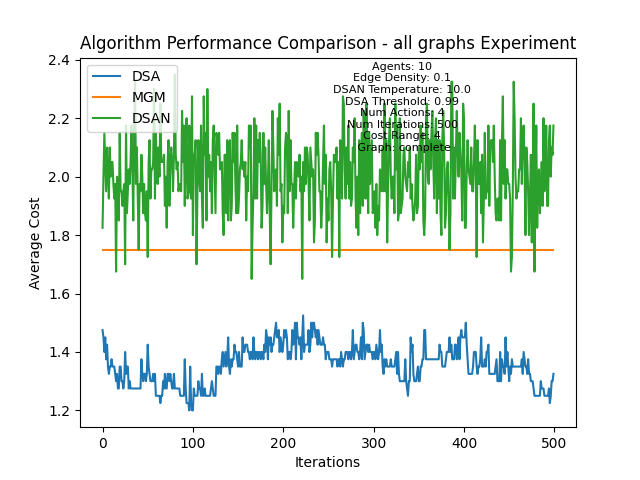 Algorithm Performance Comparison - all graphs Experiment
DSA
MGM
DSAN
Agents: 10
Edge Density: 0.1
DSAN Temperature: 10.0
DSA Threshold: 0.99
Num Actions: 4
Num Iterations: 500
Cost Range: 4
Graph: complete
Average Cost
2.4
2.2
2.0
1.8
1.6
1.4
1.2
0
100
200
300
400
500
Iterations